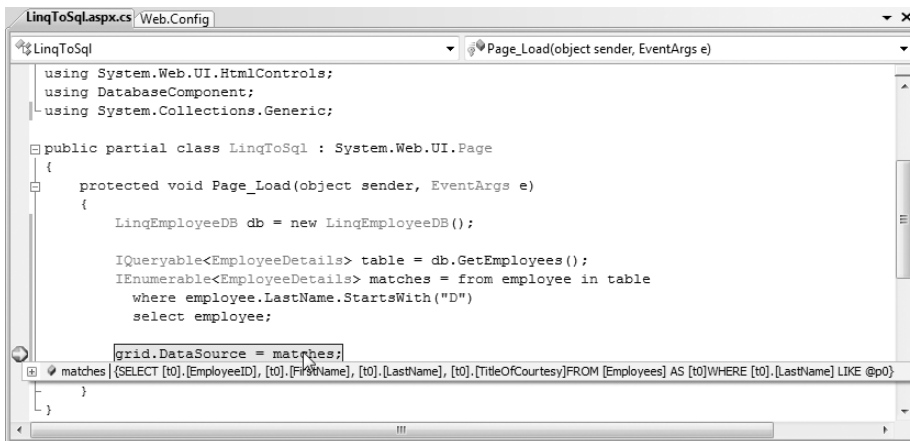 LinqToSql.aspx.cs Web.Config
LinqToSql Page_Load(object sender, EventArgs e)
using System.Web.UI.HtmlControls;
using DatabaseComponent;
using System.Collections.Generic;
public partial class LinqToSql : System.Web.UI.Page
{
protected void Page_Load(object sender, EventArgs e)
{
LinqEmployeeDB db = new LinqEmployeeDB();
IQueryable<EmployeeDetails> table = db.GetEmployees();
IEnumerable<EmployeeDetails> matches = from employee in table
where employee.LastName.StartsWith("D")
select employee;
grid.DataSource = matches;
matches {SELECT [t0].[EmployeeID], [t0].[FirstName], [t0].[LastName], [t0].[TitleOfCourtesy]FROM [Employees] AS [t0]WHERE [t0].[LastName] LIKE @p0}
}
}